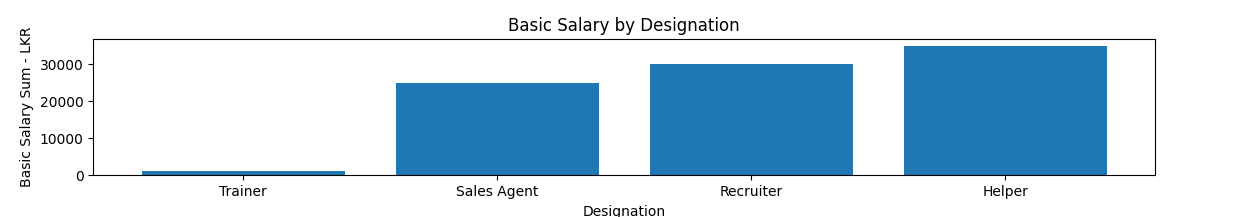 Basic Salary by Designation
Basic Salary Sum - LKR
30000
20000
10000
0
Trainer Sales Agent Recruiter Helper
Designation